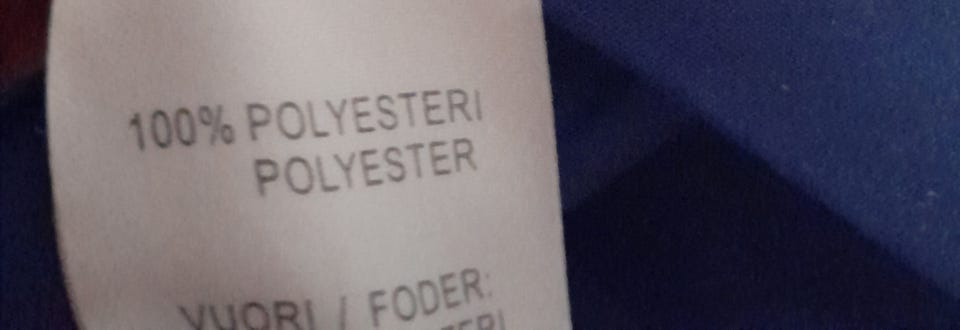 100% POLYESTERI
POLYESTER
VUORI / FODER: